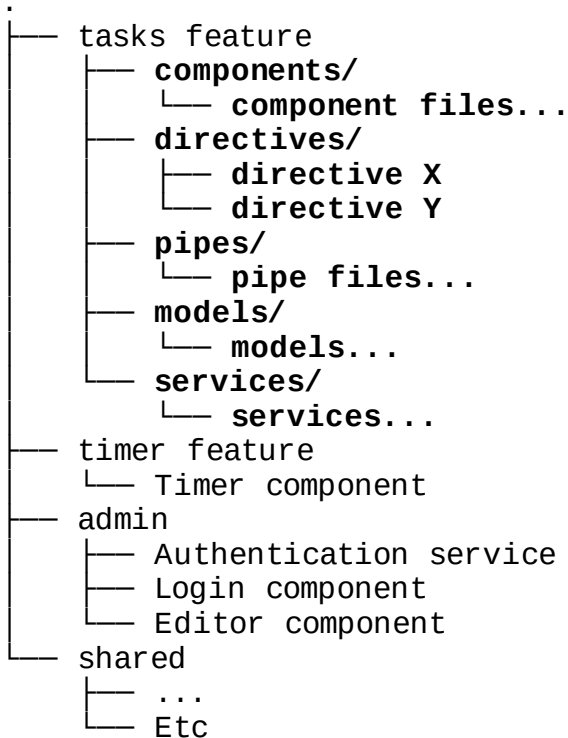 .
├── tasks feature
│   ├── components/
│   │   └── component files...
│   ├── directives/
│   │   ├── directive X
│   │   └── directive Y
│   ├── pipes/
│   │   └── pipe files...
│   ├── models/
│   │   └── models...
│   └── services/
│       └── services...
├── timer feature
│   └── Timer component
├── admin
│   ├── Authentication service
│   ├── Login component
│   └── Editor component
└── shared
    ├── ...
    └── Etc